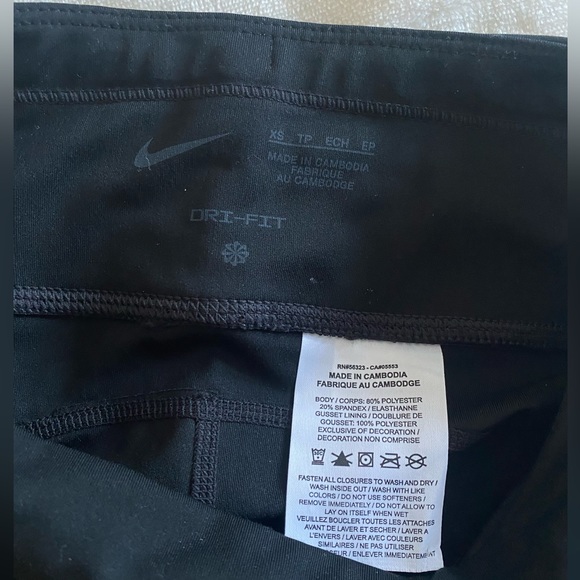 XS TP ECH EP
MADE IN CAMBODIA
FABRIQUE
AU CAMBODGE
DRI-FIT
RN#56323 - CA#05553
MADE IN CAMBODIA
FABRIQUE AU CAMBODGE
BODY / CORPS: 80% POLYESTER
20% SPANDEX / ELASTHANNE
GUSSET LINING / DOUBLURE DE
GOUSSET: 100% POLYESTER
EXCLUSIVE OF DECORATION /
DECORATION NON COMPRISE
FASTEN ALL CLOSURES TO WASH AND DRY /
WASH INSIDE OUT / WASH WITH LIKE
COLORS / DO NOT USE SOFTENERS /
REMOVE PROMPTLY / DO NOT ALLOW TO
LAY ON ITSELF WHEN WET
VEUILLEZ BOUCLER TOUTES LES ATTACHES
AVANT DE LAVER ET SECHER / LAVER
A L'ENVERS / LAVER AVEC COULEURS
SIMILAIRES / NE PAS UTILISER
/ ENLEVER IMMEDIATEMENT